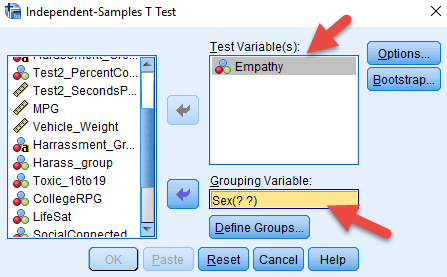 Independent-Samples T Test
Harassment_Gro...
Test2_PercentCo...
Test2_SecondsP...
MPG
Vehicle_Weight
Harrassment_Gr...
Harass_group
Toxic_16to19
CollegeRPG
LifeSat
SocialConnected
Test Variable(s):
Empathy
Grouping Variable:
Sex(? ?)
Define Groups...
Options...
Bootstrap...
OK
Paste
Reset
Cancel
Help